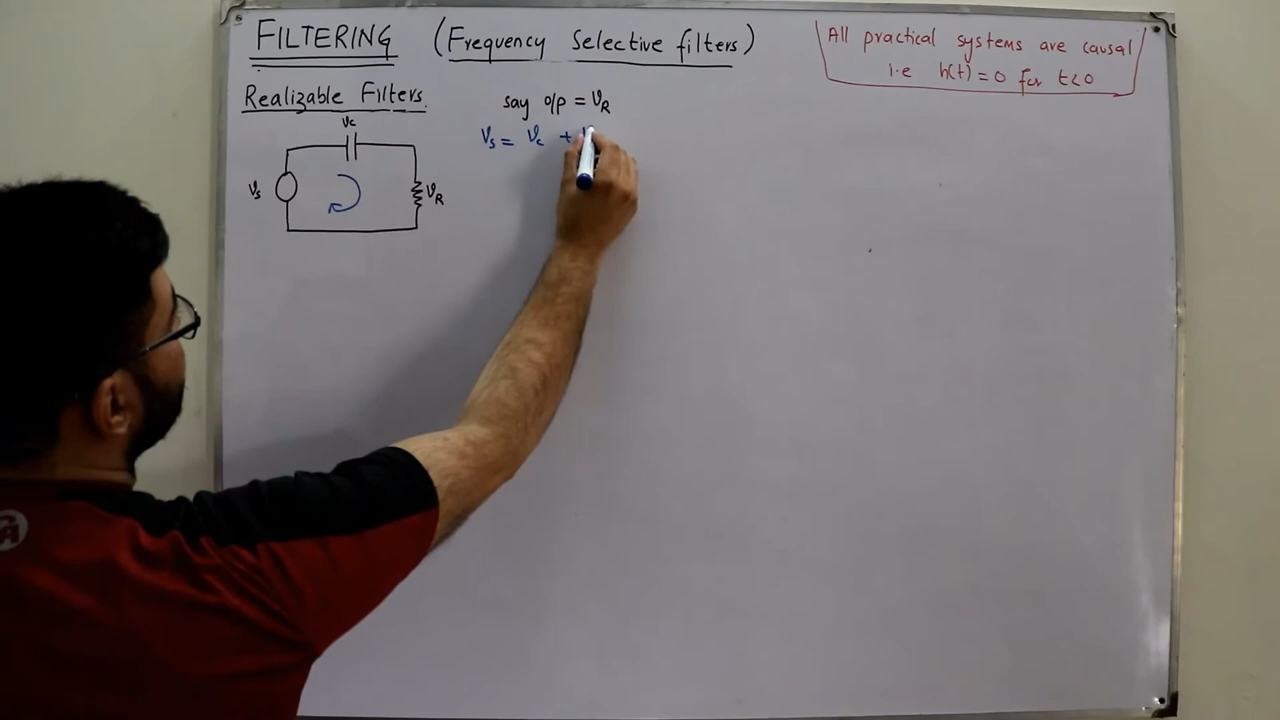 FILTERING (Frequency Selective filters)
All practical systems are causal
i.e h(t) = 0 for t<0
Realizable Filters.
say o/p = VR
Vs = Vc +
Vc
Vs
VR